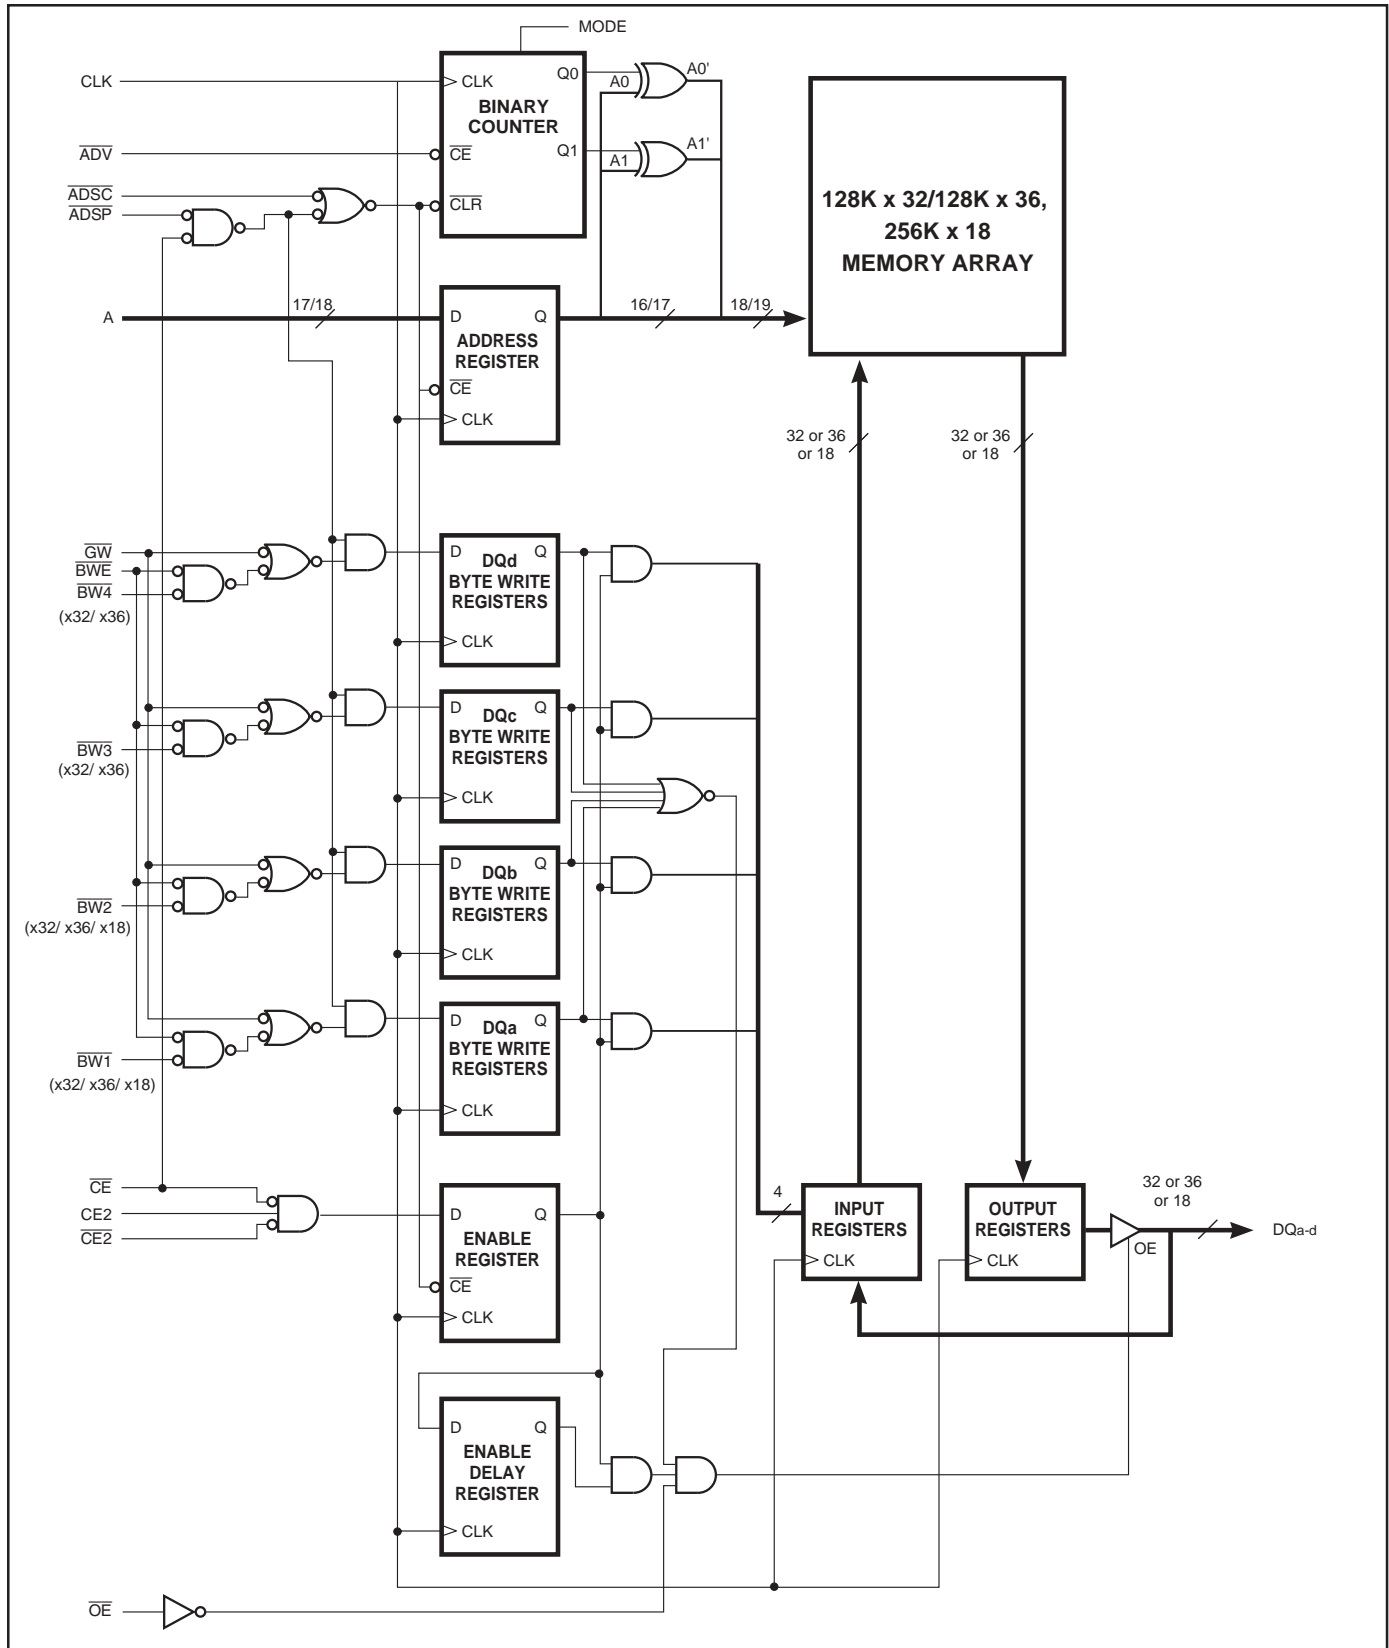 MODE
CLK
CLK
Q0
A0
A0'
BINARY
COUNTER
ADV
CE
Q1
A1
A1'
ADSC
ADSP
CLR
128K x 32/128K x 36,
256K x 18
MEMORY ARRAY
A
17/18
D
Q
16/17
18/19
ADDRESS
REGISTER
CE
CLK
32 or 36
or 18
32 or 36
or 18
GW
BWE
BW4
(x32/ x36)
D
Q
DQd
BYTE WRITE
REGISTERS
CLK
BW3
(x32/ x36)
D
Q
DQc
BYTE WRITE
REGISTERS
CLK
BW2
(x32/ x36/ x18)
D
Q
DQb
BYTE WRITE
REGISTERS
CLK
BW1
(x32/ x36/ x18)
D
Q
DQa
BYTE WRITE
REGISTERS
CLK
CE
CE2
CE2
D
Q
ENABLE
REGISTER
CE
CLK
4
INPUT
REGISTERS
CLK
OUTPUT
REGISTERS
CLK
OE
32 or 36
or 18
DQa-d
D
Q
ENABLE
DELAY
REGISTER
CLK
OE